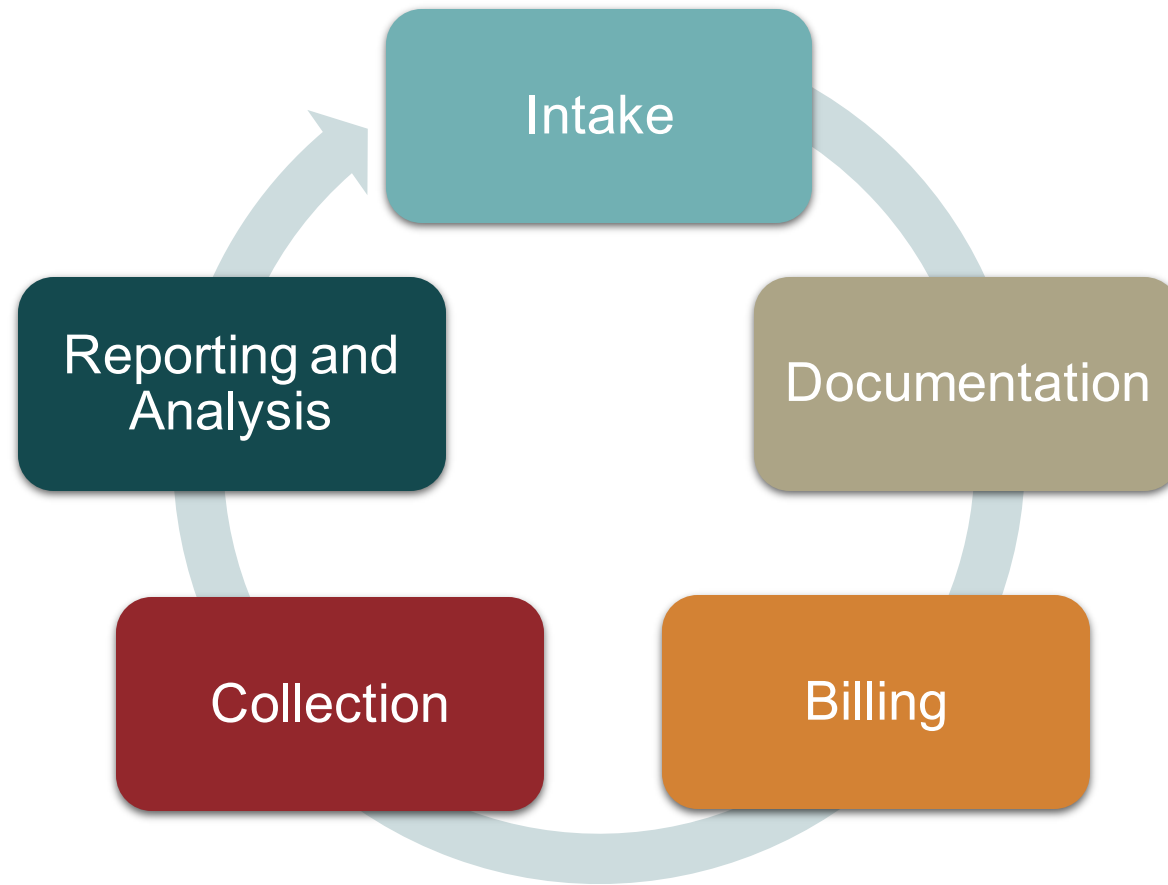 Intake
Documentation
Billing
Collection
Reporting and
Analysis